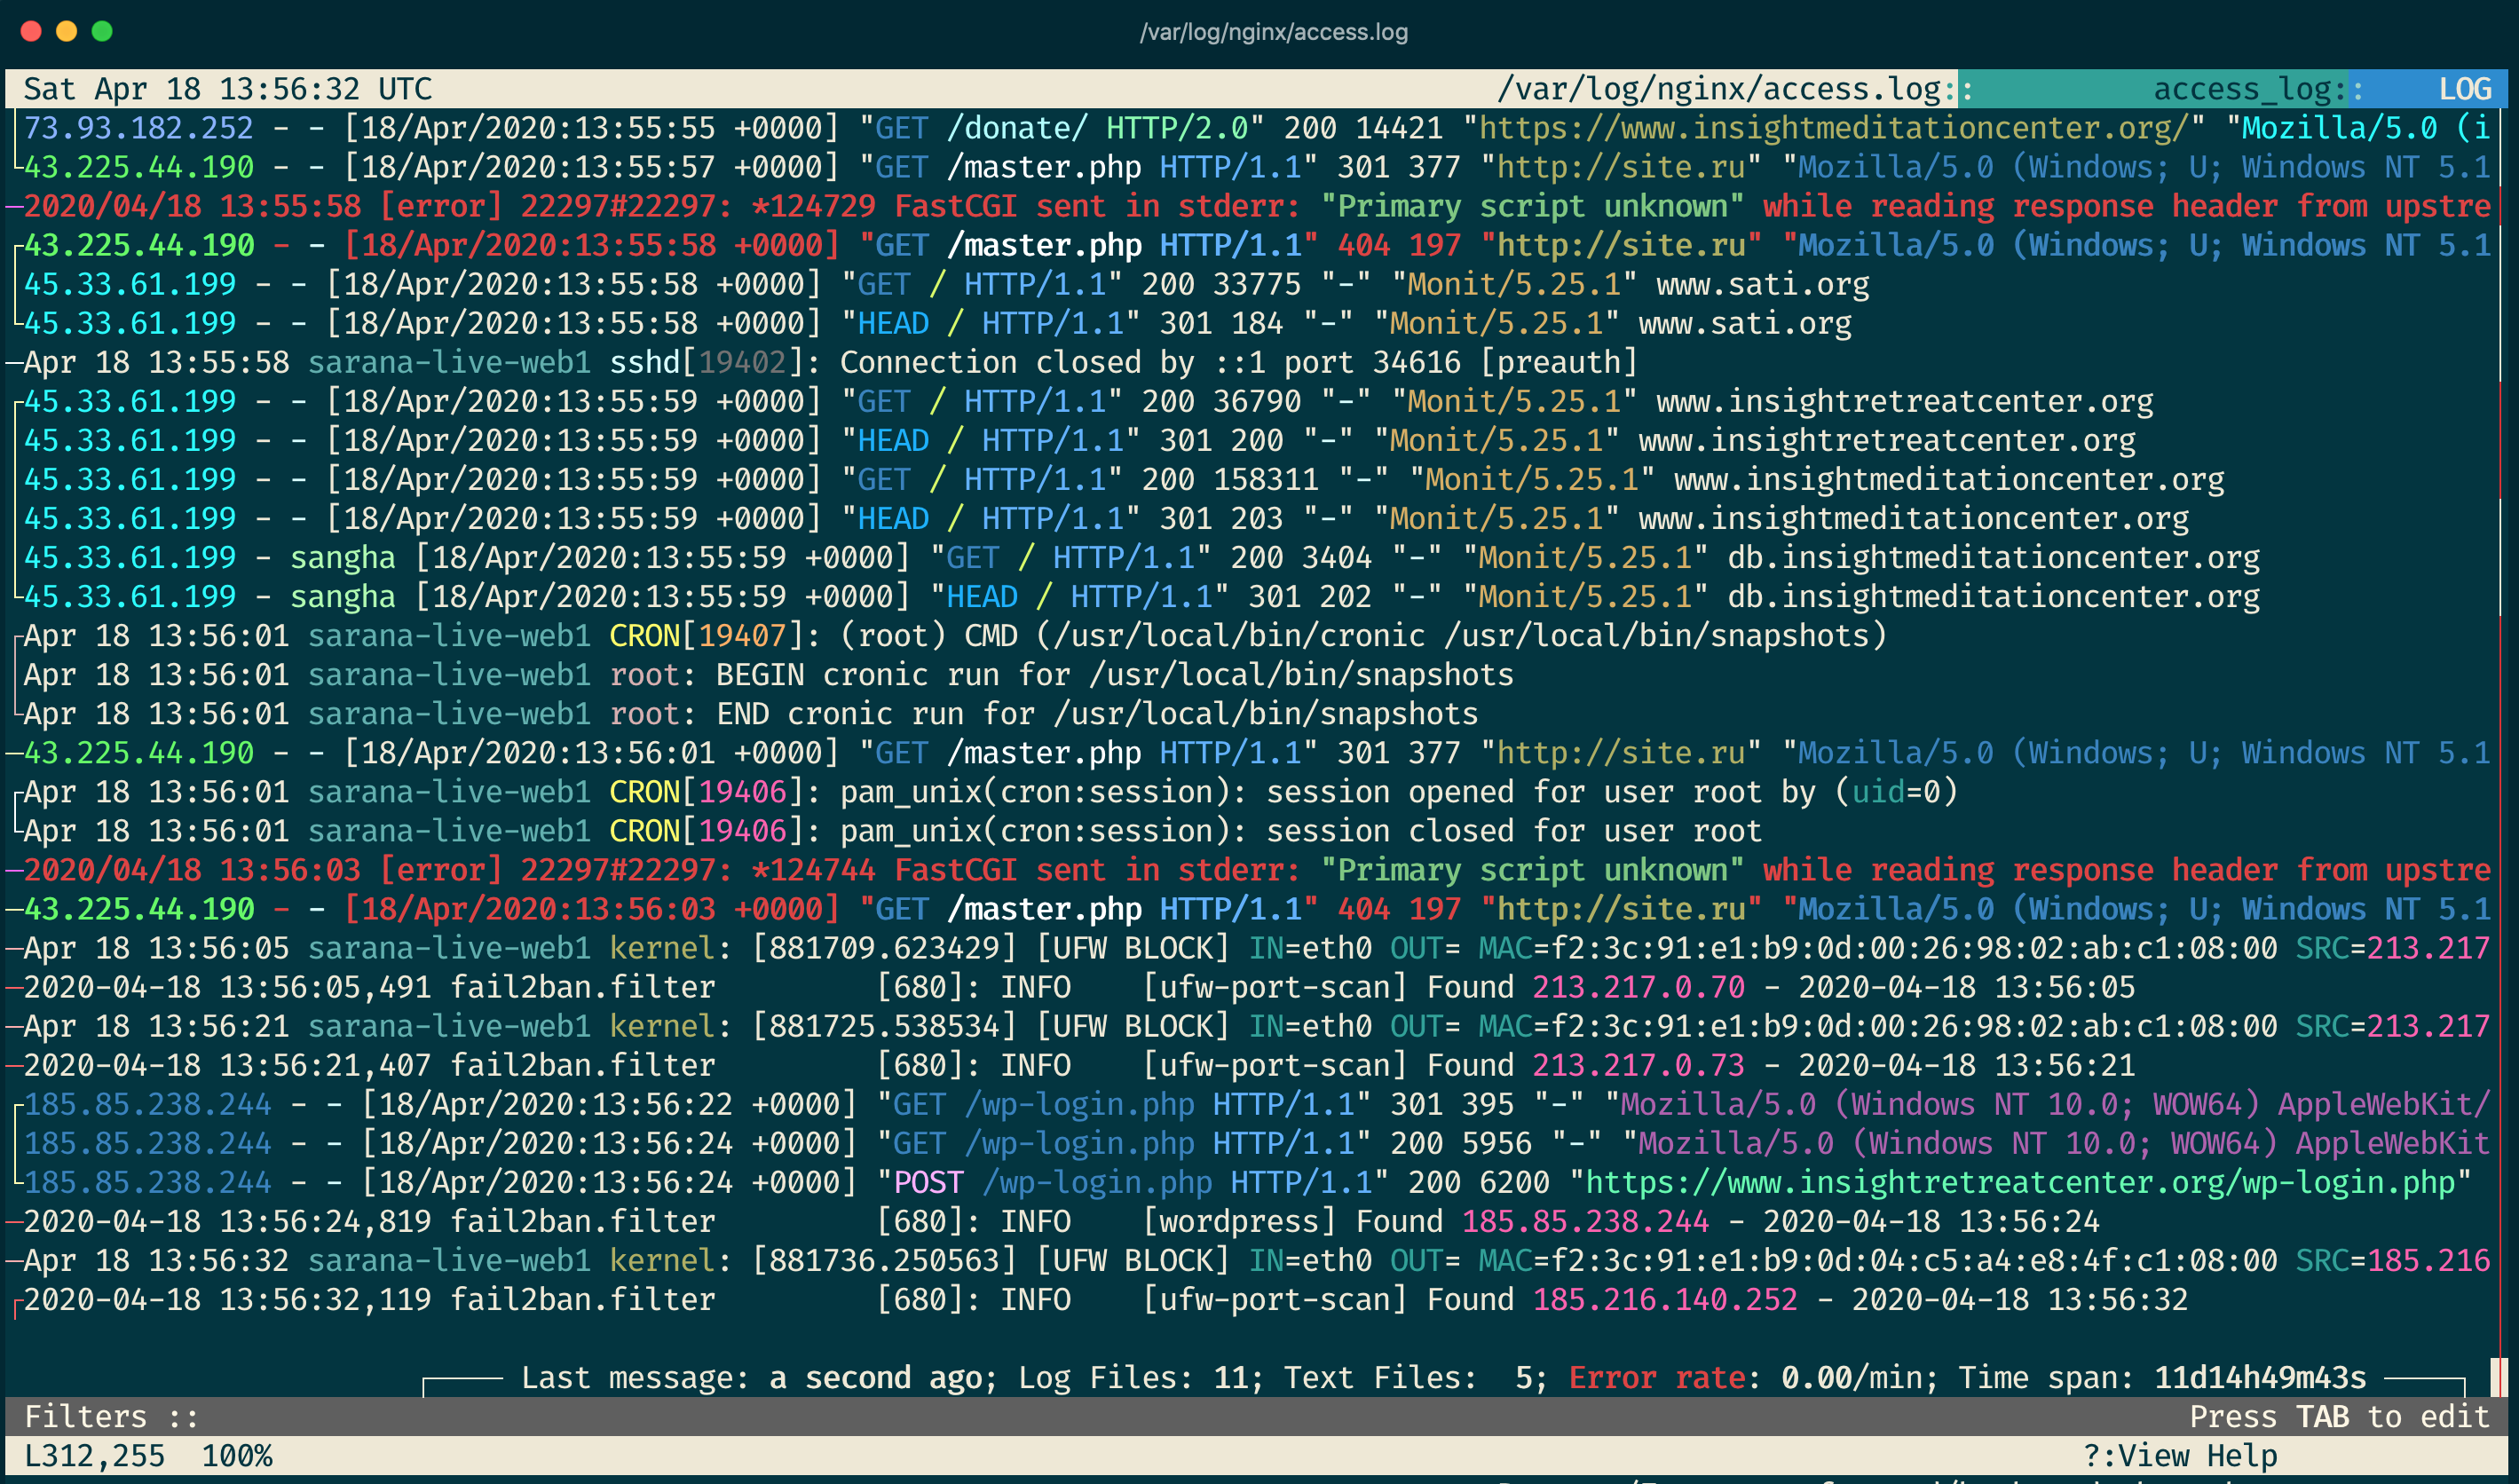 /var/log/nginx/access.log
Sat Apr 18 13:56:32 UTC /var/log/nginx/access.log:: access_log:: LOG
73.93.182.252 - - [18/Apr/2020:13:55:55 +0000] "GET /donate/ HTTP/2.0" 200 14421 "https://www.insightmeditationcenter.org/" "Mozilla/5.0 (i
43.225.44.190 - - [18/Apr/2020:13:55:57 +0000] "GET /master.php HTTP/1.1" 301 377 "http://site.ru" "Mozilla/5.0 (Windows; U; Windows NT 5.1
2020/04/18 13:55:58 [error] 22297#22297: *124729 FastCGI sent in stderr: "Primary script unknown" while reading response header from upstre
43.225.44.190 - - [18/Apr/2020:13:55:58 +0000] "GET /master.php HTTP/1.1" 404 197 "http://site.ru" "Mozilla/5.0 (Windows; U; Windows NT 5.1
45.33.61.199 - - [18/Apr/2020:13:55:58 +0000] "GET / HTTP/1.1" 200 33775 "-" "Monit/5.25.1" www.sati.org
45.33.61.199 - - [18/Apr/2020:13:55:58 +0000] "HEAD / HTTP/1.1" 301 184 "-" "Monit/5.25.1" www.sati.org
Apr 18 13:55:58 sarana-live-web1 sshd[19402]: Connection closed by ::1 port 34616 [preauth]
45.33.61.199 - - [18/Apr/2020:13:55:59 +0000] "GET / HTTP/1.1" 200 36790 "-" "Monit/5.25.1" www.insightretreatcenter.org
45.33.61.199 - - [18/Apr/2020:13:55:59 +0000] "HEAD / HTTP/1.1" 301 200 "-" "Monit/5.25.1" www.insightretreatcenter.org
45.33.61.199 - - [18/Apr/2020:13:55:59 +0000] "GET / HTTP/1.1" 200 158311 "-" "Monit/5.25.1" www.insightmeditationcenter.org
45.33.61.199 - - [18/Apr/2020:13:55:59 +0000] "HEAD / HTTP/1.1" 301 203 "-" "Monit/5.25.1" www.insightmeditationcenter.org
45.33.61.199 - sangha [18/Apr/2020:13:55:59 +0000] "GET / HTTP/1.1" 200 3404 "-" "Monit/5.25.1" db.insightmeditationcenter.org
45.33.61.199 - sangha [18/Apr/2020:13:55:59 +0000] "HEAD / HTTP/1.1" 301 202 "-" "Monit/5.25.1" db.insightmeditationcenter.org
Apr 18 13:56:01 sarana-live-web1 CRON[19407]: (root) CMD (/usr/local/bin/cronic /usr/local/bin/snapshots)
Apr 18 13:56:01 sarana-live-web1 root: BEGIN cronic run for /usr/local/bin/snapshots
Apr 18 13:56:01 sarana-live-web1 root: END cronic run for /usr/local/bin/snapshots
43.225.44.190 - - [18/Apr/2020:13:56:01 +0000] "GET /master.php HTTP/1.1" 301 377 "http://site.ru" "Mozilla/5.0 (Windows; U; Windows NT 5.1
Apr 18 13:56:01 sarana-live-web1 CRON[19406]: pam_unix(cron:session): session opened for user root by (uid=0)
Apr 18 13:56:01 sarana-live-web1 CRON[19406]: pam_unix(cron:session): session closed for user root
2020/04/18 13:56:03 [error] 22297#22297: *124744 FastCGI sent in stderr: "Primary script unknown" while reading response header from upstre
43.225.44.190 - - [18/Apr/2020:13:56:03 +0000] "GET /master.php HTTP/1.1" 404 197 "http://site.ru" "Mozilla/5.0 (Windows; U; Windows NT 5.1
Apr 18 13:56:05 sarana-live-web1 kernel: [881709.623429] [UFW BLOCK] IN=eth0 OUT= MAC=f2:3c:91:e1:b9:0d:00:26:98:02:ab:c1:08:00 SRC=213.217
2020-04-18 13:56:05,491 fail2ban.filter [680]: INFO [ufw-port-scan] Found 213.217.0.70 - 2020-04-18 13:56:05
Apr 18 13:56:21 sarana-live-web1 kernel: [881725.538534] [UFW BLOCK] IN=eth0 OUT= MAC=f2:3c:91:e1:b9:0d:00:26:98:02:ab:c1:08:00 SRC=213.217
2020-04-18 13:56:21,407 fail2ban.filter [680]: INFO [ufw-port-scan] Found 213.217.0.73 - 2020-04-18 13:56:21
185.85.238.244 - - [18/Apr/2020:13:56:22 +0000] "GET /wp-login.php HTTP/1.1" 301 395 "-" "Mozilla/5.0 (Windows NT 10.0; WOW64) AppleWebKit/
185.85.238.244 - - [18/Apr/2020:13:56:24 +0000] "GET /wp-login.php HTTP/1.1" 200 5956 "-" "Mozilla/5.0 (Windows NT 10.0; WOW64) AppleWebKit
185.85.238.244 - - [18/Apr/2020:13:56:24 +0000] "POST /wp-login.php HTTP/1.1" 200 6200 "https://www.insightretreatcenter.org/wp-login.php"
2020-04-18 13:56:24,819 fail2ban.filter [680]: INFO [wordpress] Found 185.85.238.244 - 2020-04-18 13:56:24
Apr 18 13:56:32 sarana-live-web1 kernel: [881736.250563] [UFW BLOCK] IN=eth0 OUT= MAC=f2:3c:91:e1:b9:0d:04:c5:a4:e8:4f:c1:08:00 SRC=185.216
2020-04-18 13:56:32,119 fail2ban.filter [680]: INFO [ufw-port-scan] Found 185.216.140.252 - 2020-04-18 13:56:32
Last message: a second ago; Log Files: 11; Text Files: 5; Error rate: 0.00/min; Time span: 11d14h49m43s
Filters :: Press TAB to edit
L312,255 100% ?:View Help